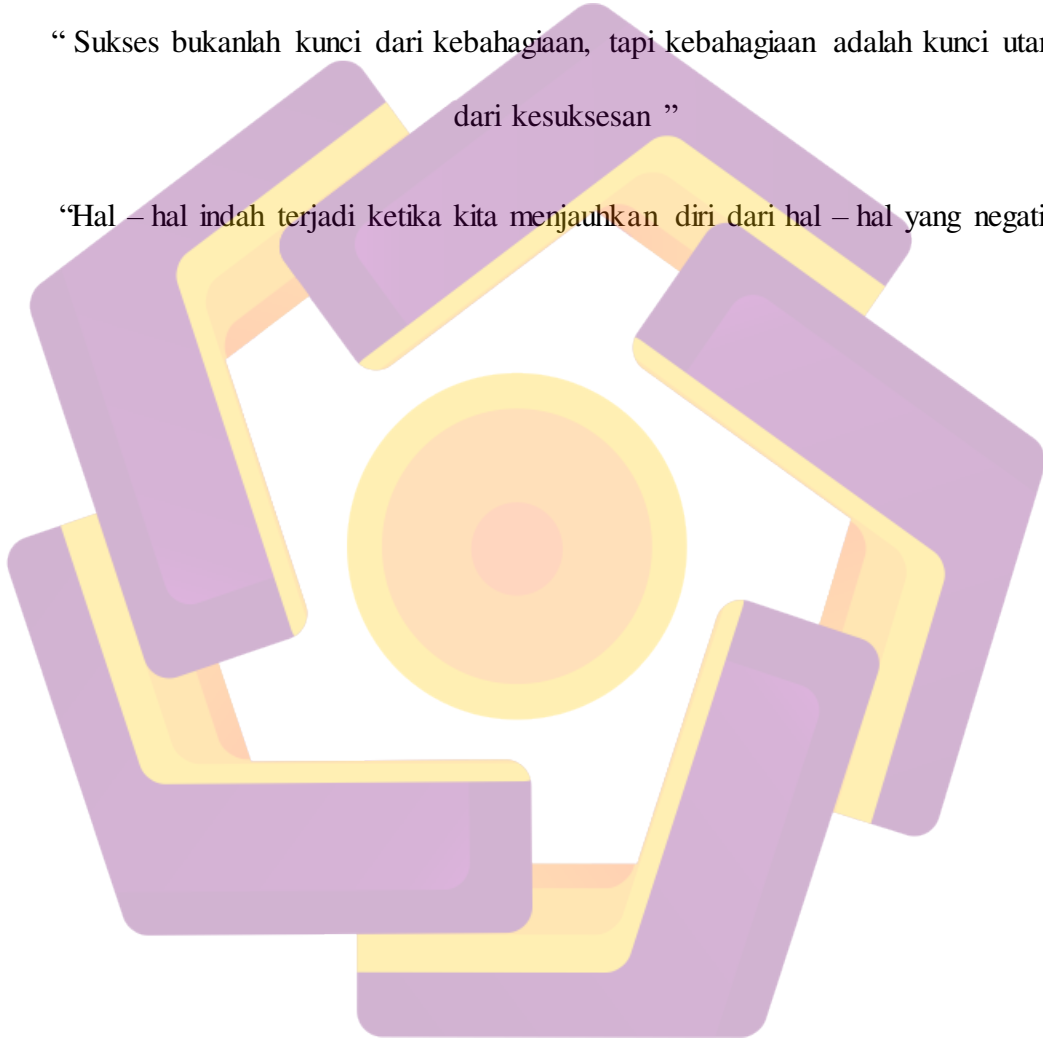 “ Sukses bukanlah kunci dari kebahagiaan, tapi kebahagiaan adalah kunci
dari kesuksesan ”
“Hal – hal indah terjadi ketika kita menjauhkan diri dari hal – hal yang